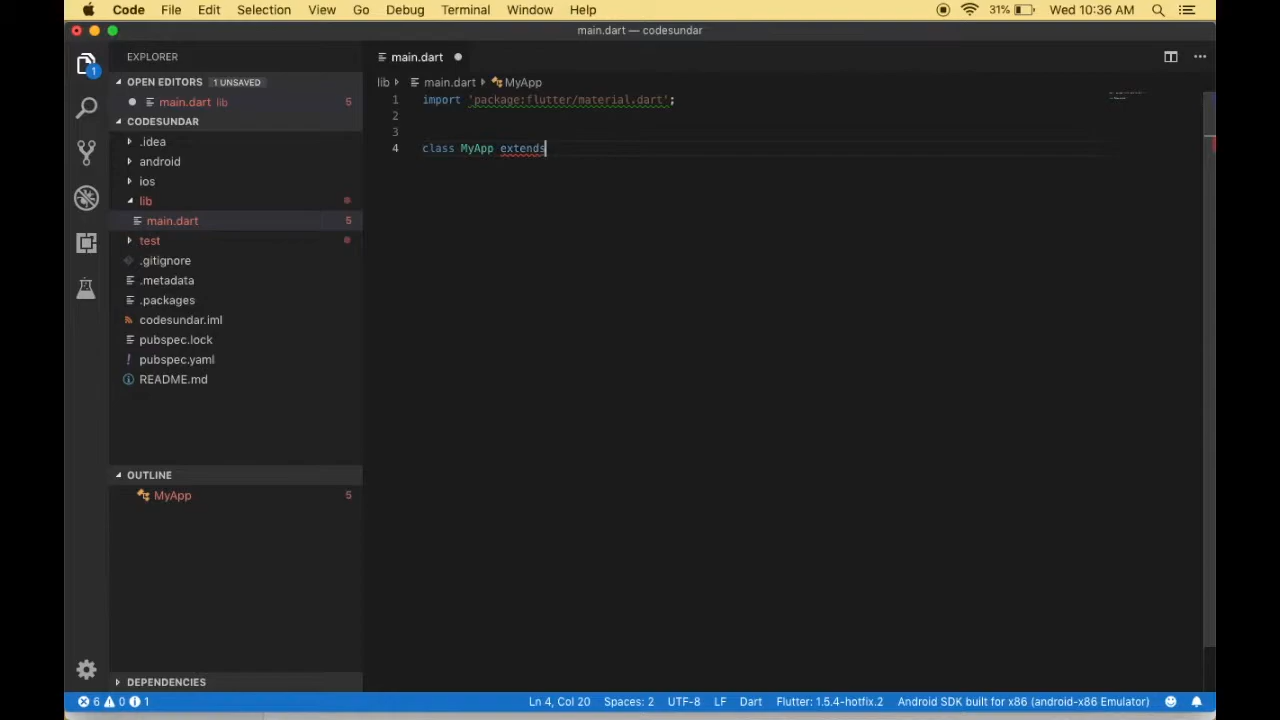 Code File Edit Selection View Go Debug Terminal Window Help 31% Wed 10:36 AM
main.dart — codesundar
EXPLORER
main.dart
OPEN EDITORS 1 UNSAVED
main.dart lib 5
CODESUNDAR
.idea
android
ios
lib
main.dart 5
test
.gitignore
.metadata
.packages
codesundar.iml
pubspec.lock
! pubspec.yaml
README.md
OUTLINE
MyApp 5
DEPENDENCIES
lib main.dart MyApp
1 import 'package:flutter/material.dart';
2
3
4 class MyApp extends
1
6 0 1 Ln 4, Col 20 Spaces: 2 UTF-8 LF Dart Flutter: 1.5.4-hotfix.2 Android SDK built for x86 (android-x86 Emulator)